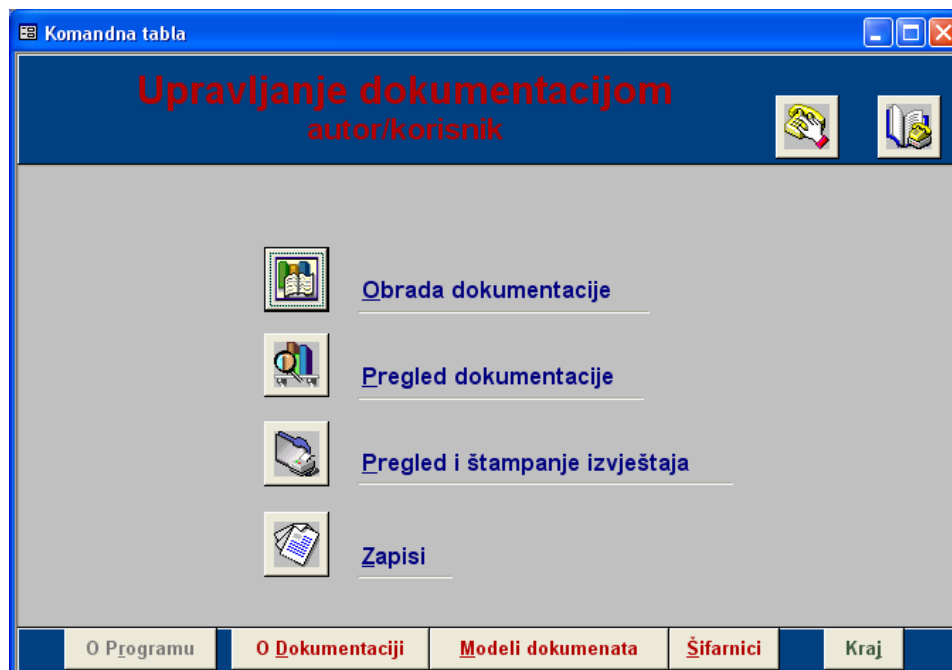 Komandna tabla
Upravljanje dokumentacijom
autor/korisnik
Obrada dokumentacije
Pregled dokumentacije
Pregled i štampanje izvještaja
Zapisi
O Programu O Dokumentaciji Modeli dokumenata Šifarnici Kraj